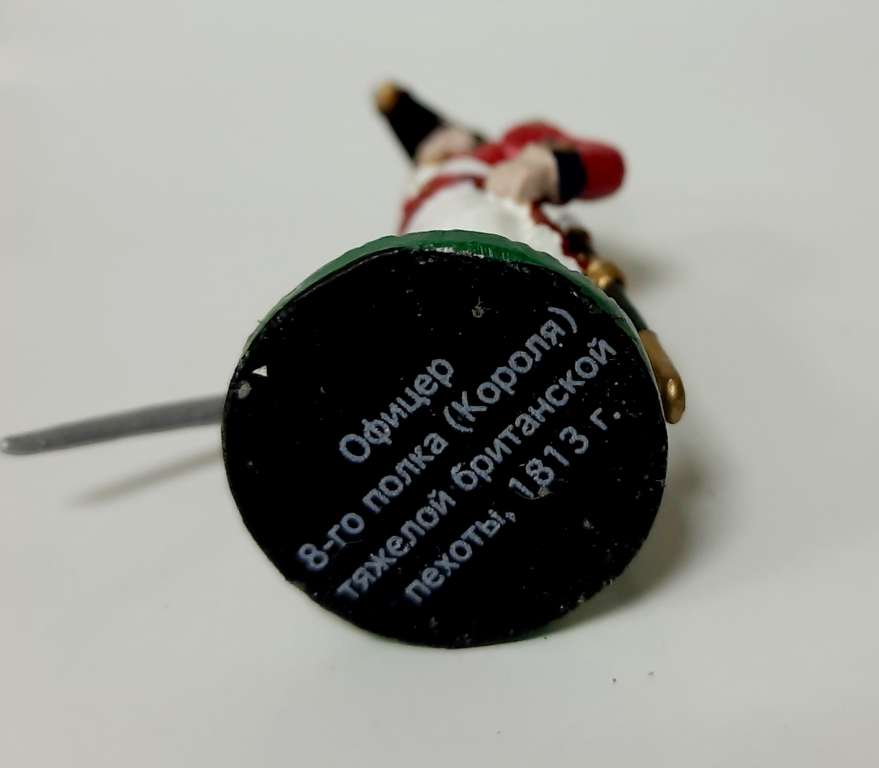 Офицер
8-го полка (Короля)
тяжелой британской
пехоты, 1813 г.